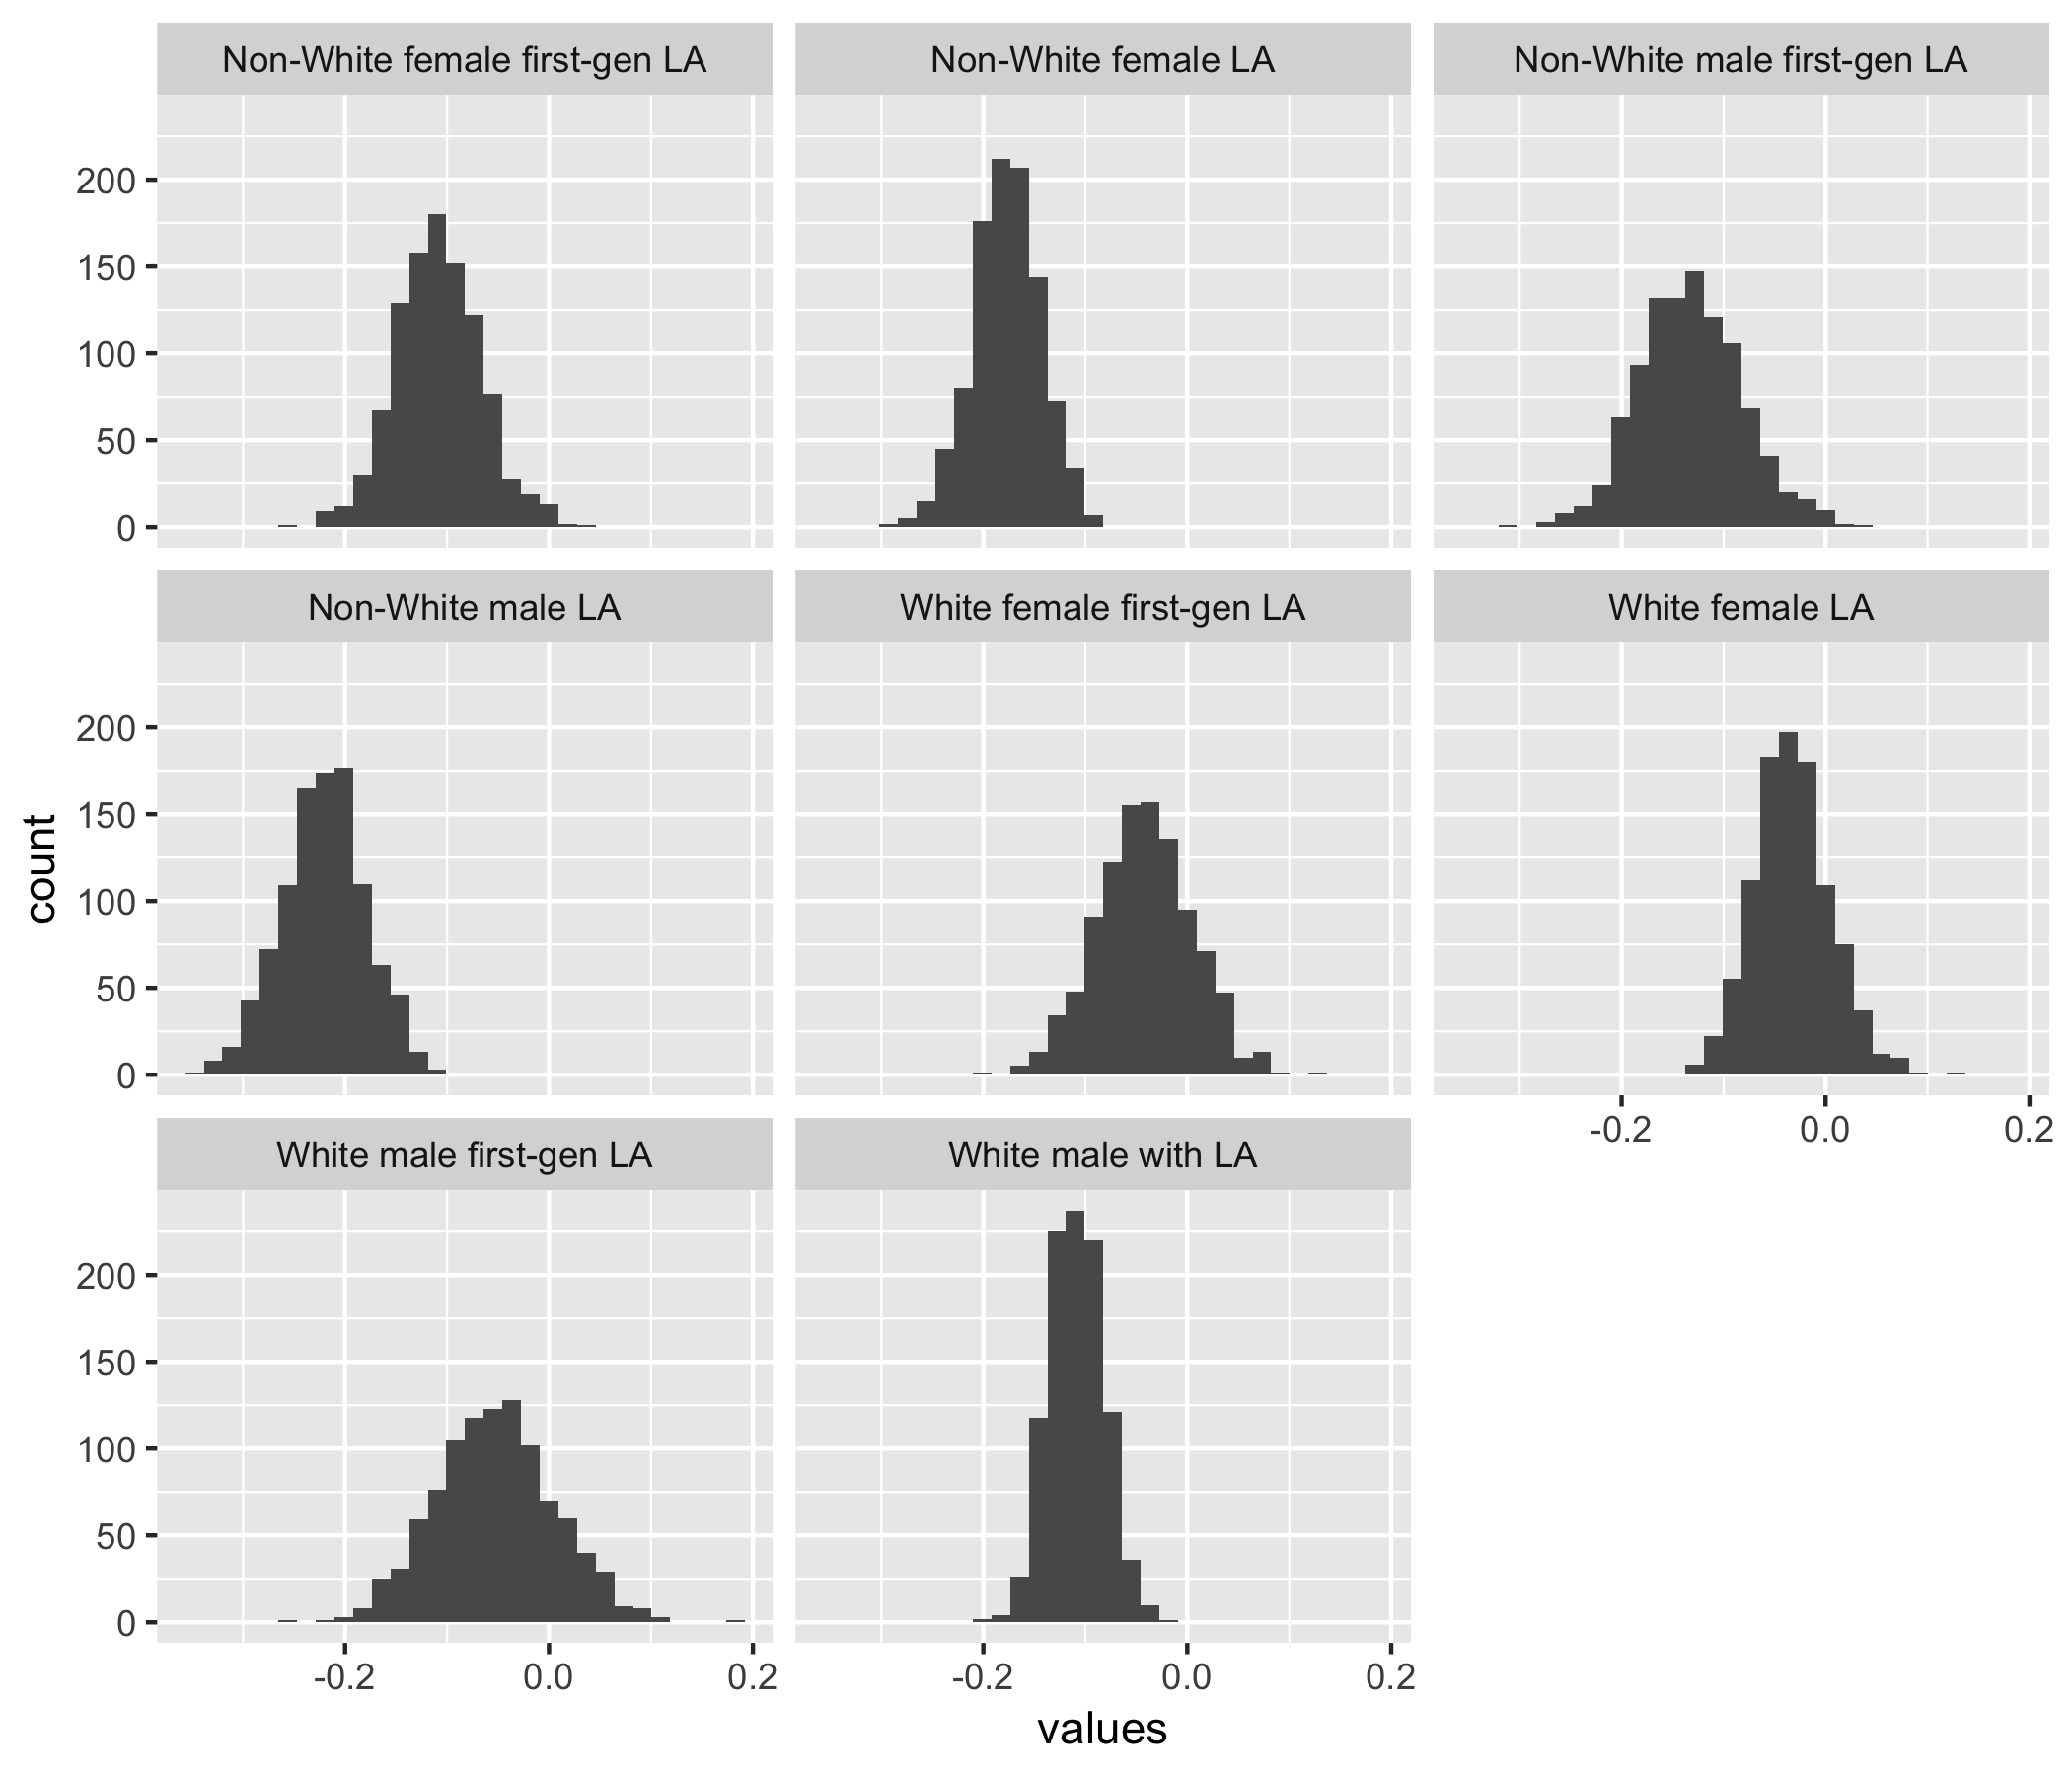 Non-White female first-gen LA
Non-White female LA
Non-White male first-gen LA
200
150
100
50
0
Non-White male LA
White female first-gen LA
White female LA
200
150
100
50
0
-0.2 0.0 0.2
White male first-gen LA
White male with LA
200
150
100
50
0
-0.2 0.0 0.2
-0.2 0.0 0.2
count
values